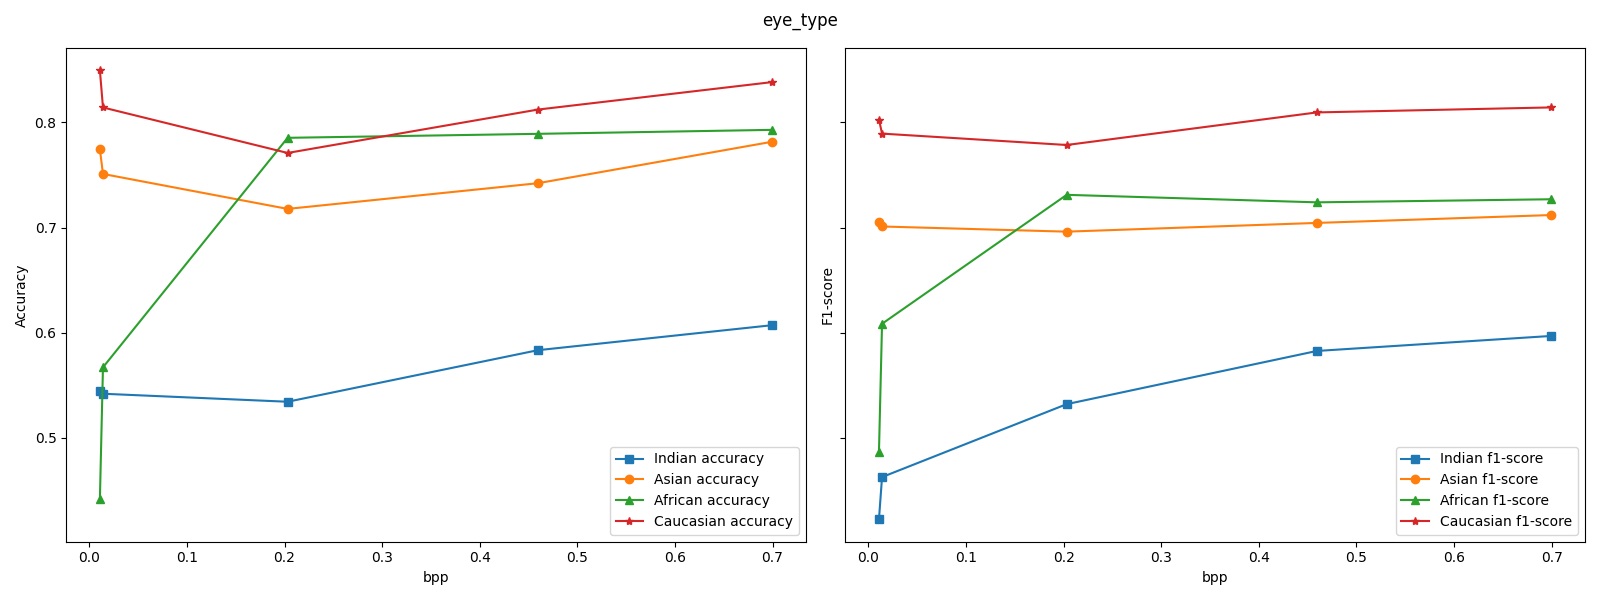 eye_type
Accuracy
0.8
0.7
0.6
0.5
0.0 0.1 0.2 0.3 0.4 0.5 0.6 0.7
bpp
Indian accuracy
Asian accuracy
African accuracy
Caucasian accuracy
F1-score
0.0 0.1 0.2 0.3 0.4 0.5 0.6 0.7
bpp
Indian f1-score
Asian f1-score
African f1-score
Caucasian f1-score